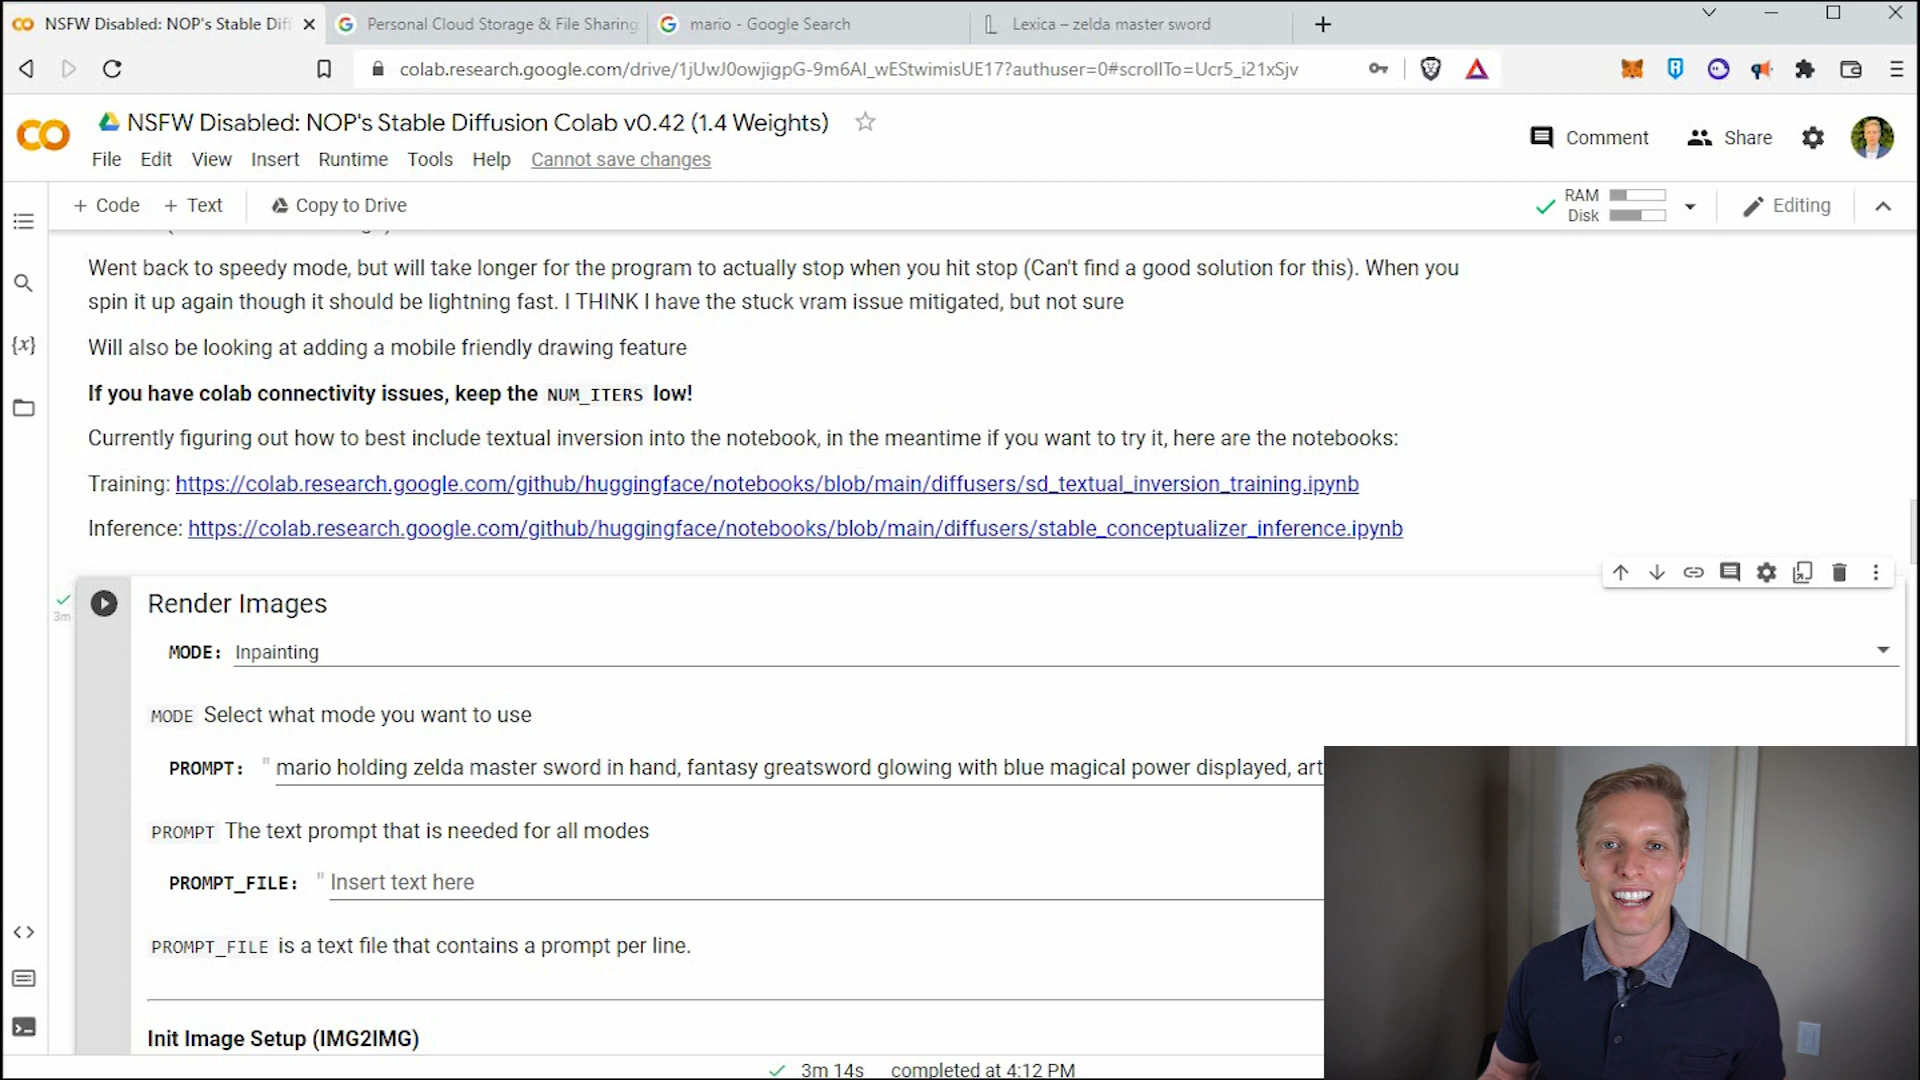 NSFW Disabled: NOP's Stable Dif
Personal Cloud Storage & File Sharing
mario - Google Search
Lexica – zelda master sword
colab.research.google.com/drive/1jUwJ0owjigpG-9m6AI_wEStwimisUE17?authuser=0#scrollTo=Ucr5_i21xSjv
NSFW Disabled: NOP's Stable Diffusion Colab v0.42 (1.4 Weights)
Comment
Share
File Edit View Insert Runtime Tools Help Cannot save changes
+ Code + Text Copy to Drive
RAM
Disk
Editing
Went back to speedy mode, but will take longer for the program to actually stop when you hit stop (Can't find a good solution for this). When you
spin it up again though it should be lightning fast. I THINK I have the stuck vram issue mitigated, but not sure
Will also be looking at adding a mobile friendly drawing feature
If you have colab connectivity issues, keep the NUM_ITERS low!
Currently figuring out how to best include textual inversion into the notebook, in the meantime if you want to try it, here are the notebooks:
Training: https://colab.research.google.com/github/huggingface/notebooks/blob/main/diffusers/sd_textual_inversion_training.ipynb
Inference: https://colab.research.google.com/github/huggingface/notebooks/blob/main/diffusers/stable_conceptualizer_inference.ipynb
3m
Render Images
MODE: Inpainting
MODE Select what mode you want to use
PROMPT: " mario holding zelda master sword in hand, fantasy greatsword glowing with blue magical power displayed, art
PROMPT The text prompt that is needed for all modes
PROMPT_FILE: " Insert text here
PROMPT_FILE is a text file that contains a prompt per line.
Init Image Setup (IMG2IMG)
3m 14s completed at 4:12 PM